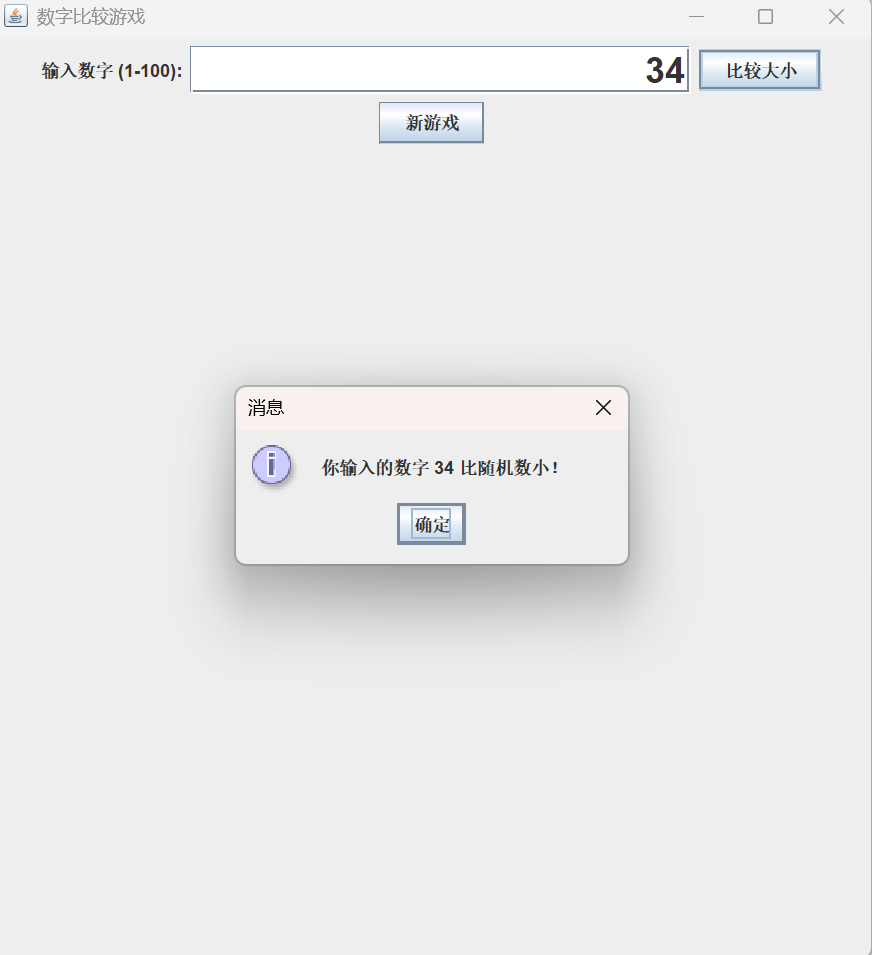 数字比较游戏
输入数字 (1-100): 34 比较大小
新游戏
消息
你输入的数字 34 比随机数小！
确定